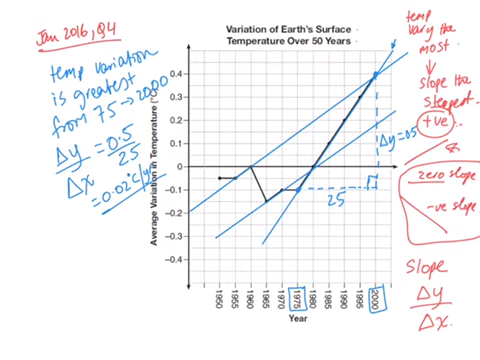 Jan 2016, Q4
Variation of Earth's Surface
Temperature Over 50 Years
temp
vary the
most.
slope the
steepest
+ve
zero slope
-ve slope
Slope
Δy
Δx
temp variation
is greatest
from 75 → 2000
Δy = 0.5
Δx 25
= 0.02°C/y
Average Variation in Temperature (°
0.4
0.3
0.2
0.1
0
−0.1
−0.2
−0.3
−0.4
Δy = 0.5
25
1950
1955
1960
1965
1970
1975
1980
1985
1990
1995
2000
Year